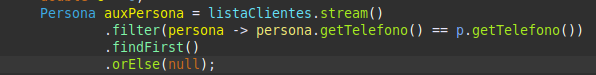 Persona auxPersona = listaClientes.stream()
.filter(persona -> persona.getTelefono() == p.getTelefono())
.findFirst()
.orElse(null);